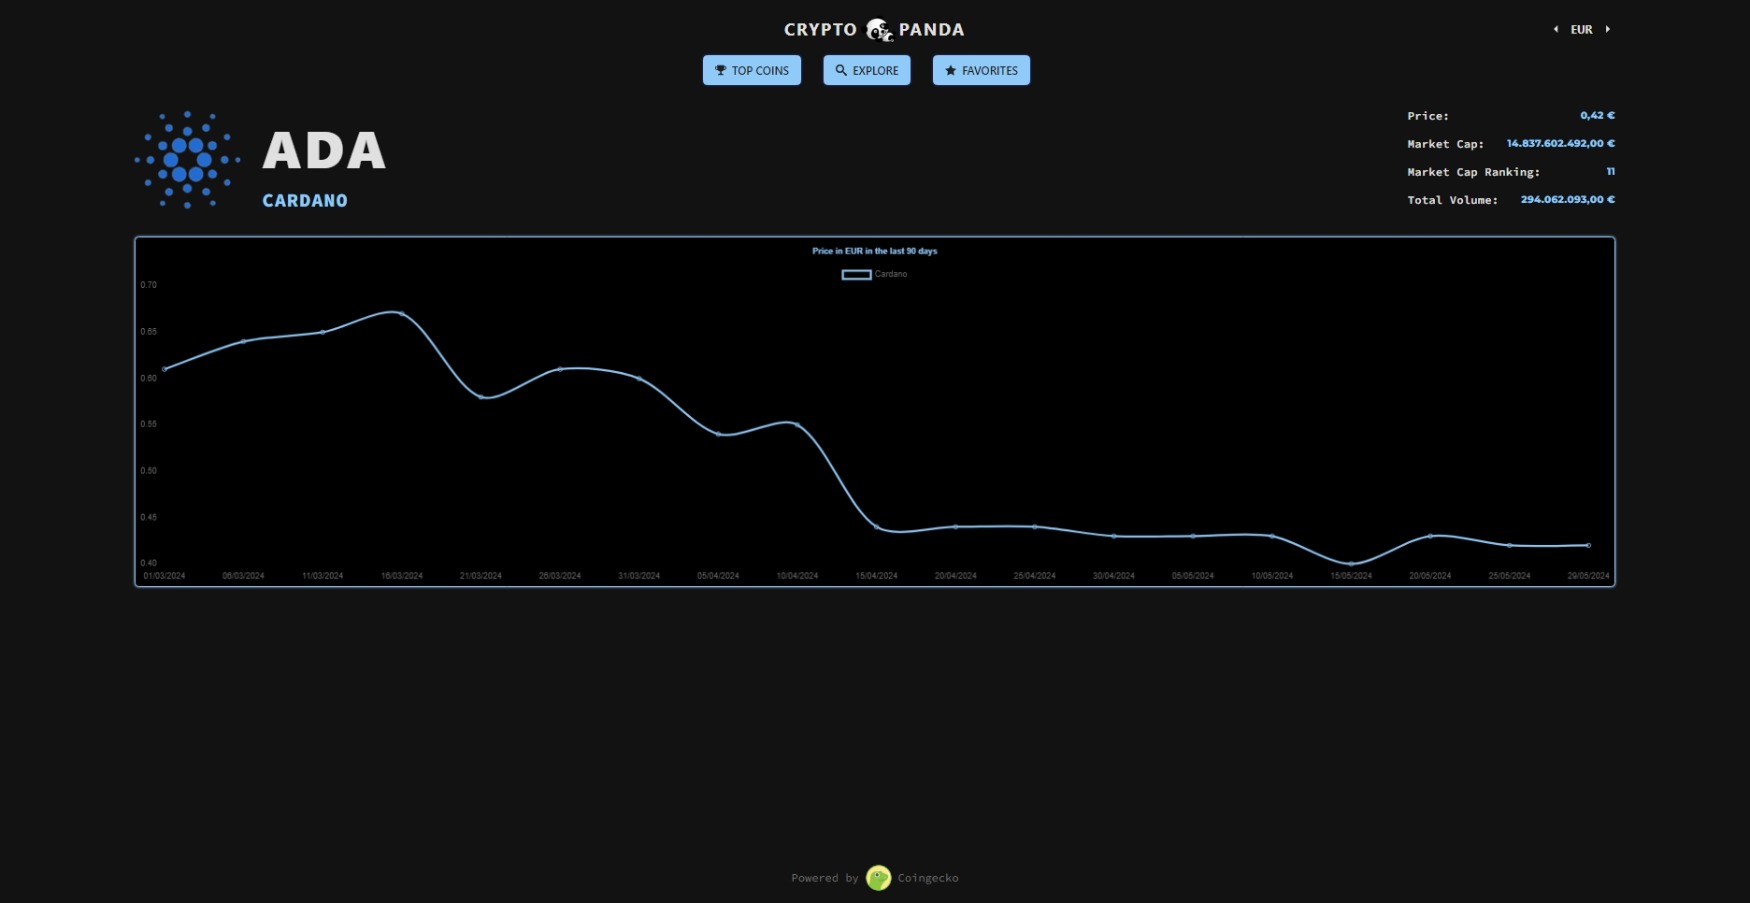 CRYPTO PANDA
EUR
TOP COINS EXPLORE FAVORITES
ADA
CARDANO
Price: 0,42 €
Market Cap: 14.837.602.492,00 €
Market Cap Ranking: 11
Total Volume: 294.062.093,00 €
Price in EUR in the last 90 days
Cardano
0.70
0.65
0.60
0.55
0.50
0.45
0.40
01/03/2024 06/03/2024 11/03/2024 16/03/2024 21/03/2024 26/03/2024 31/03/2024 05/04/2024 10/04/2024 15/04/2024 20/04/2024 25/04/2024 30/04/2024 05/05/2024 10/05/2024 15/05/2024 20/05/2024 25/05/2024 29/05/2024
Powered by Coingecko